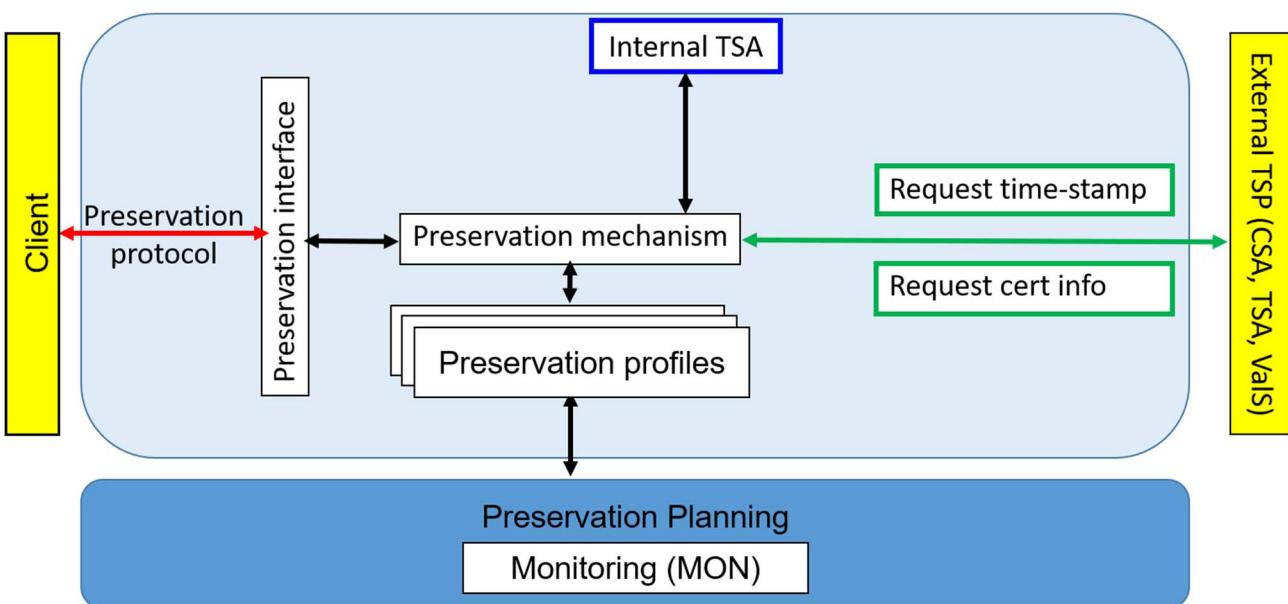 Internal TSA
Client
Preservation
protocol
Preservation interface
Preservation mechanism
Request time-stamp
Request cert info
External TSP (CSA, TSA, ValS)
Preservation profiles
Preservation Planning
Monitoring (MON)